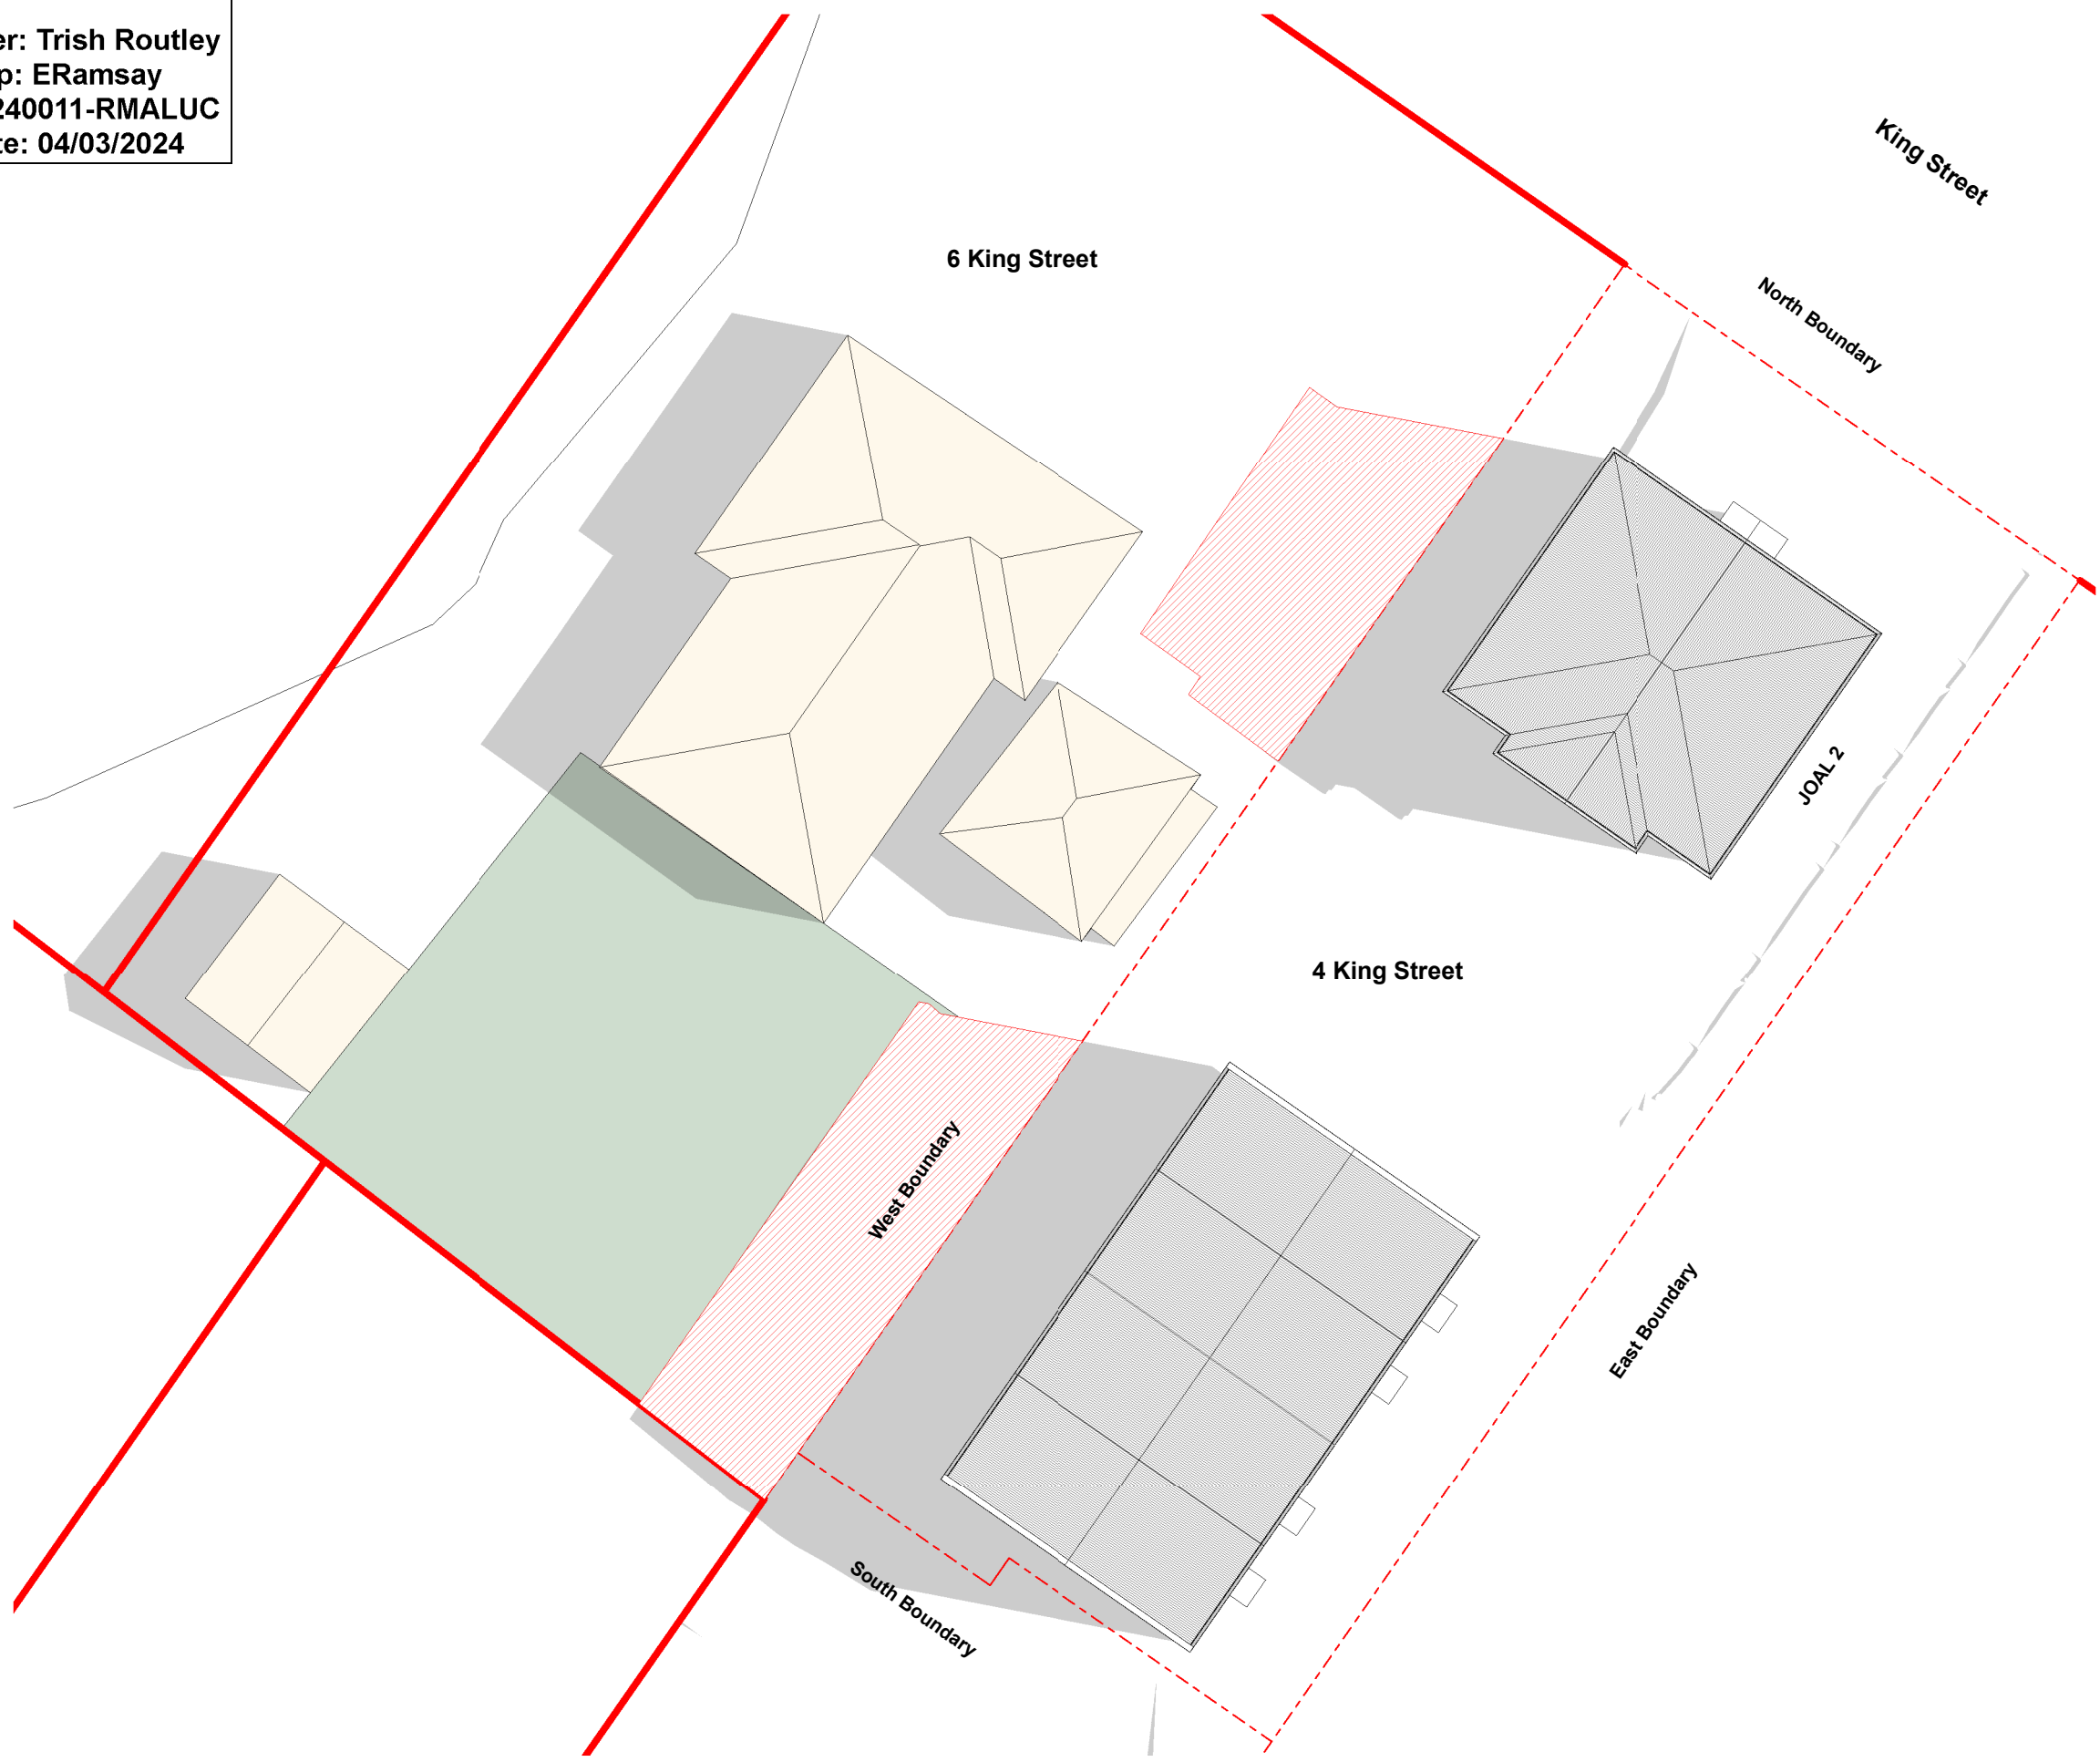 er: Trish Routley
p: ERamsay
240011-RMALUC
te: 04/03/2024
King Street
6 King Street
North Boundary
JOAL 2
4 King Street
West Boundary
East Boundary
South Boundary